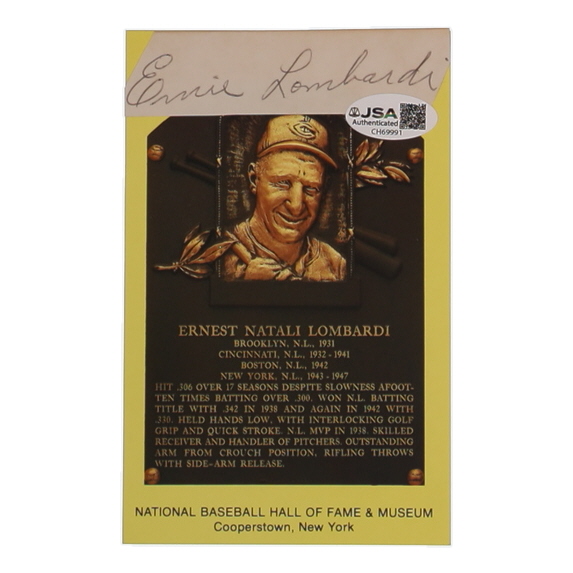 Ernie Lombardi
JSA
Authenticated
CH69991
C
ERNEST NATALI LOMBARDI
BROOKLYN, N.L., 1931
CINCINNATI, N.L., 1932-1941
BOSTON, N.L., 1942
NEW YORK, N.L., 1943-1947
HIT .306 OVER 17 SEASONS DESPITE SLOWNESS AFOOT-
TEN TIMES BATTING OVER .300. WON N.L. BATTING
TITLE WITH .342 IN 1938 AND AGAIN IN 1942 WITH
.330. HELD HANDS LOW, WITH INTERLOCKING GOLF
GRIP AND QUICK STROKE. N.L. MVP IN 1938. SKILLED
RECEIVER AND HANDLER OF PITCHERS. OUTSTANDING
ARM FROM CROUCH POSITION, RIFLING THROWS
WITH SIDE-ARM RELEASE.
NATIONAL BASEBALL HALL OF FAME & MUSEUM
Cooperstown, New York